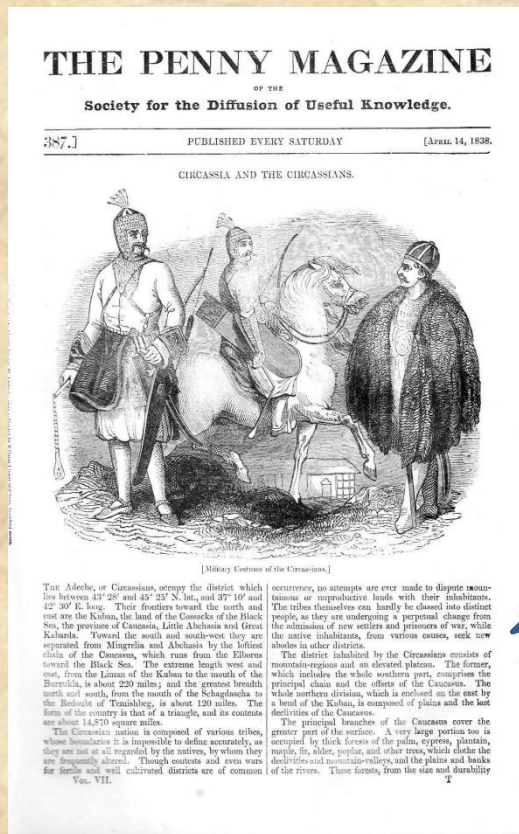 THE PENNY MAGAZINE
OF THE
Society for the Diffusion of Useful Knowledge.
387.]
PUBLISHED EVERY SATURDAY
[APRIL 14, 1838.
CIRCASSIA AND THE CIRCASSIANS.
[Military Costume of the Circassians.]
THE Adeche, or Circassians, occupy the district which
lies between 43° 28′ and 45° 25′ N. lat., and 37° 10′ and
42° 30′ E. long. Their frontiers toward the north and
east are the Kuban, the land of the Cossacks of the Black
Sea, the province of Caucasia, Little Abchasia and Great
Kabarda. Toward the south and south-west they are
separated from Mingrelia and Abchasia by the loftiest
chain of the Caucasus, which runs from the Elborus
toward the Black Sea. The extreme length west and
east, from the Liman of the Kuban to the mouth of the
Burzukla, is about 220 miles; and the greatest breadth
north and south, from the mouth of the Schagdascha to
the Redoubt of Temishbeg, is about 120 miles. The
form of the country is that of a triangle, and its contents
are about 14,870 square miles.
The Circassian nation is composed of various tribes,
whose boundaries it is impossible to define accurately, as
they are not at all regarded by the natives, by whom they
are frequently altered. Though contests and even wars
for fertile and well cultivated districts are of common
VOL. VII.
occurrence, no attempts are ever made to dispute moun-
tainous or unproductive lands with their inhabitants.
The tribes themselves can hardly be classed into distinct
people, as they are undergoing a perpetual change from
the admission of new settlers and prisoners of war, while
the native inhabitants, from various causes, seek new
abodes in other districts.
The district inhabited by the Circassians consists of
mountain-regions and an elevated plateau. The former,
which includes the whole southern part, comprises the
principal chain and the offsets of the Caucasus. The
whole northern division, which is enclosed on the east by
a bend of the Kuban, is composed of plains and the last
declivities of the Caucasus.
The principal branches of the Caucasus cover the
greater part of the surface. A very large portion too is
occupied by thick forests of the palm, cypress, plantain,
maple, fir, alder, poplar, and other trees, which clothe the
declivities and mountain-valleys, and the plains and banks
of the rivers. These forests, from the size and durability
T